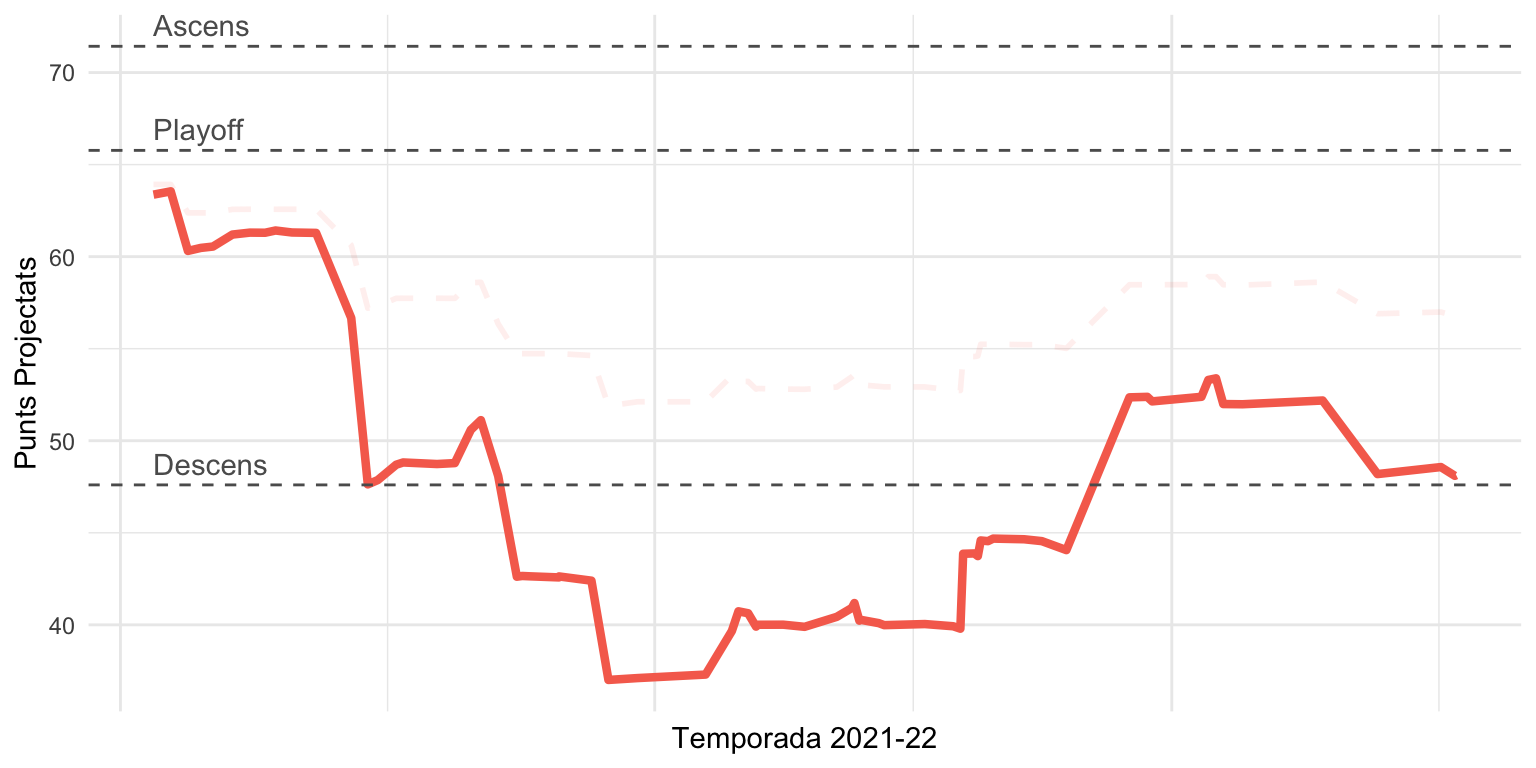 Ascens
70
Playoff
60
Punts Projectats
50
Descens
40
Temporada 2021-22